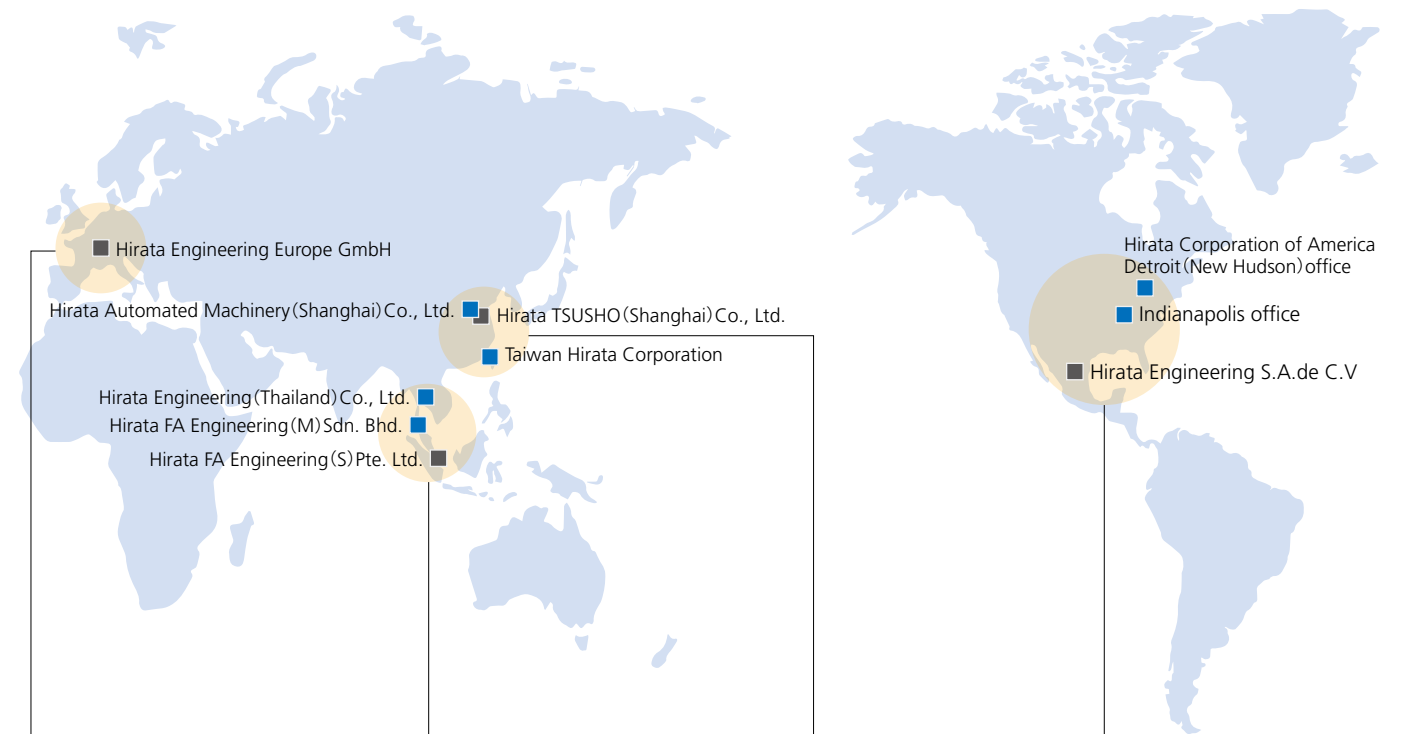 Hirata Engineering Europe GmbH
Hirata Automated Machinery(Shanghai)Co., Ltd.
Hirata TSUSHO(Shanghai)Co., Ltd.
Taiwan Hirata Corporation
Hirata Engineering(Thailand)Co., Ltd.
Hirata FA Engineering(M)Sdn. Bhd.
Hirata FA Engineering(S)Pte. Ltd.
Hirata Corporation of America
Detroit(New Hudson)office
Indianapolis office
Hirata Engineering S.A.de C.V